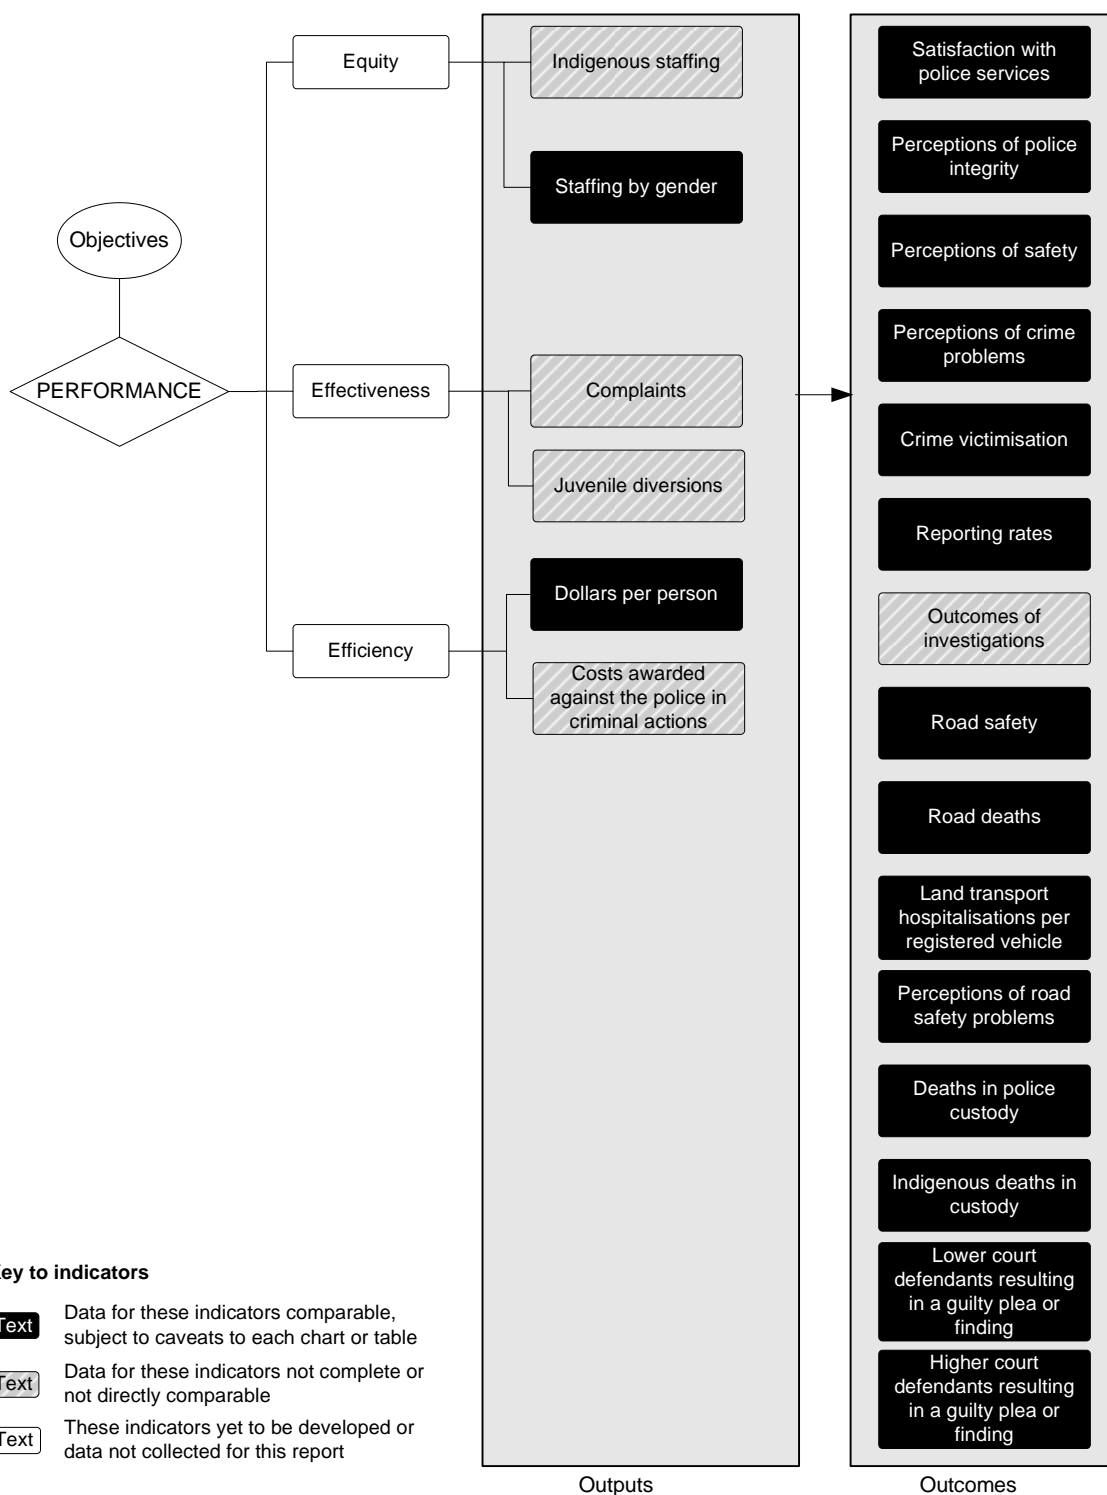 Equity
Indigenous staffing
Staffing by gender
Objectives
PERFORMANCE
Effectiveness
Complaints
Juvenile diversions
Dollars per person
Efficiency
Costs awarded
against the police in
criminal actions
Satisfaction with
police services
Perceptions of police
integrity
Perceptions of safety
Perceptions of crime
problems
Crime victimisation
Reporting rates
Outcomes of
investigations
Road safety
Road deaths
Land transport
hospitalisations per
registered vehicle
Perceptions of road
safety problems
Deaths in police
custody
Indigenous deaths in
custody
Lower court
defendants resulting
in a guilty plea or
finding
Higher court
defendants resulting
in a guilty plea or
finding
Key to indicators
Text
Data for these indicators comparable,
subject to caveats to each chart or table
Text
Data for these indicators not complete or
not directly comparable
Text
These indicators yet to be developed or
data not collected for this report
Outputs
Outcomes